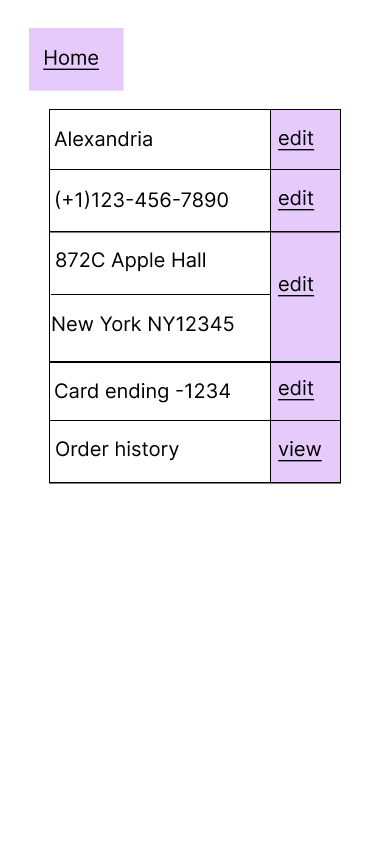 Home
Alexandria edit
(+1)123-456-7890 edit
872C Apple Hall
edit
New York NY12345
Card ending -1234 edit
Order history view